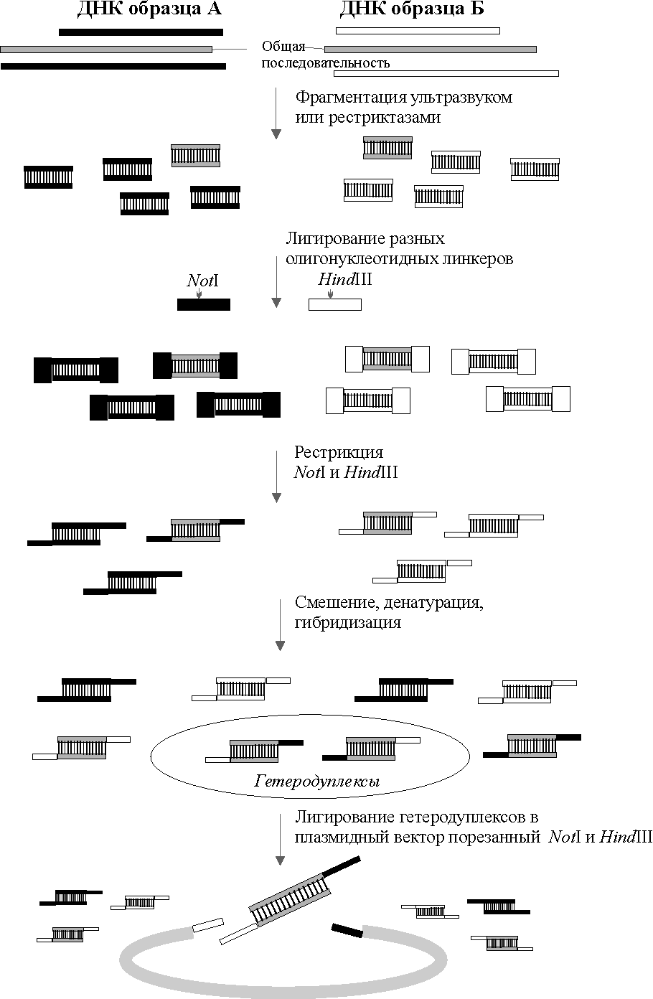 ДНК образца А
ДНК образца Б
Общая
последовательность
Фрагментация ультразвуком
или рестриктазами
Лигирование разных
олигонуклеотидных линкеров
NotI
HindIII
Рестрикция
NotI и HindIII
Смешение, денатурация,
гибридизация
Гетеродуплексы
Лигирование гетеродуплексов в
плазмидный вектор порезанный NotI и HindIII